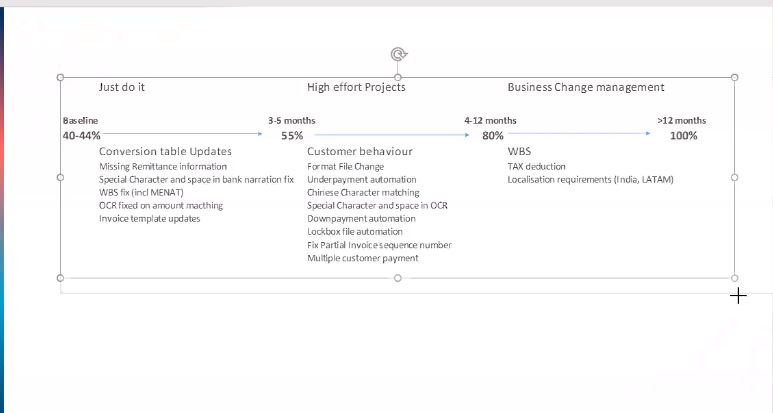 Just do it
High effort Projects
Business Change management
Baseline
3-5 months
4-12 months
>12 months
40-44%
55%
80%
100%
Conversion table Updates
Missing Remittance information
Special Character and space in bank narration fix
WBS fix (incl MENAT)
OCR fixed on amount macthing
Invoice template updates
Customer behaviour
Format File Change
Underpayment automation
Chinese Character matching
Special Character and space in OCR
Downpayment automation
Lockbox file automation
Fix Partial Invoice sequence number
Multiple customer payment
WBS
TAX deduction
Localisation requirements (India, LATAM)